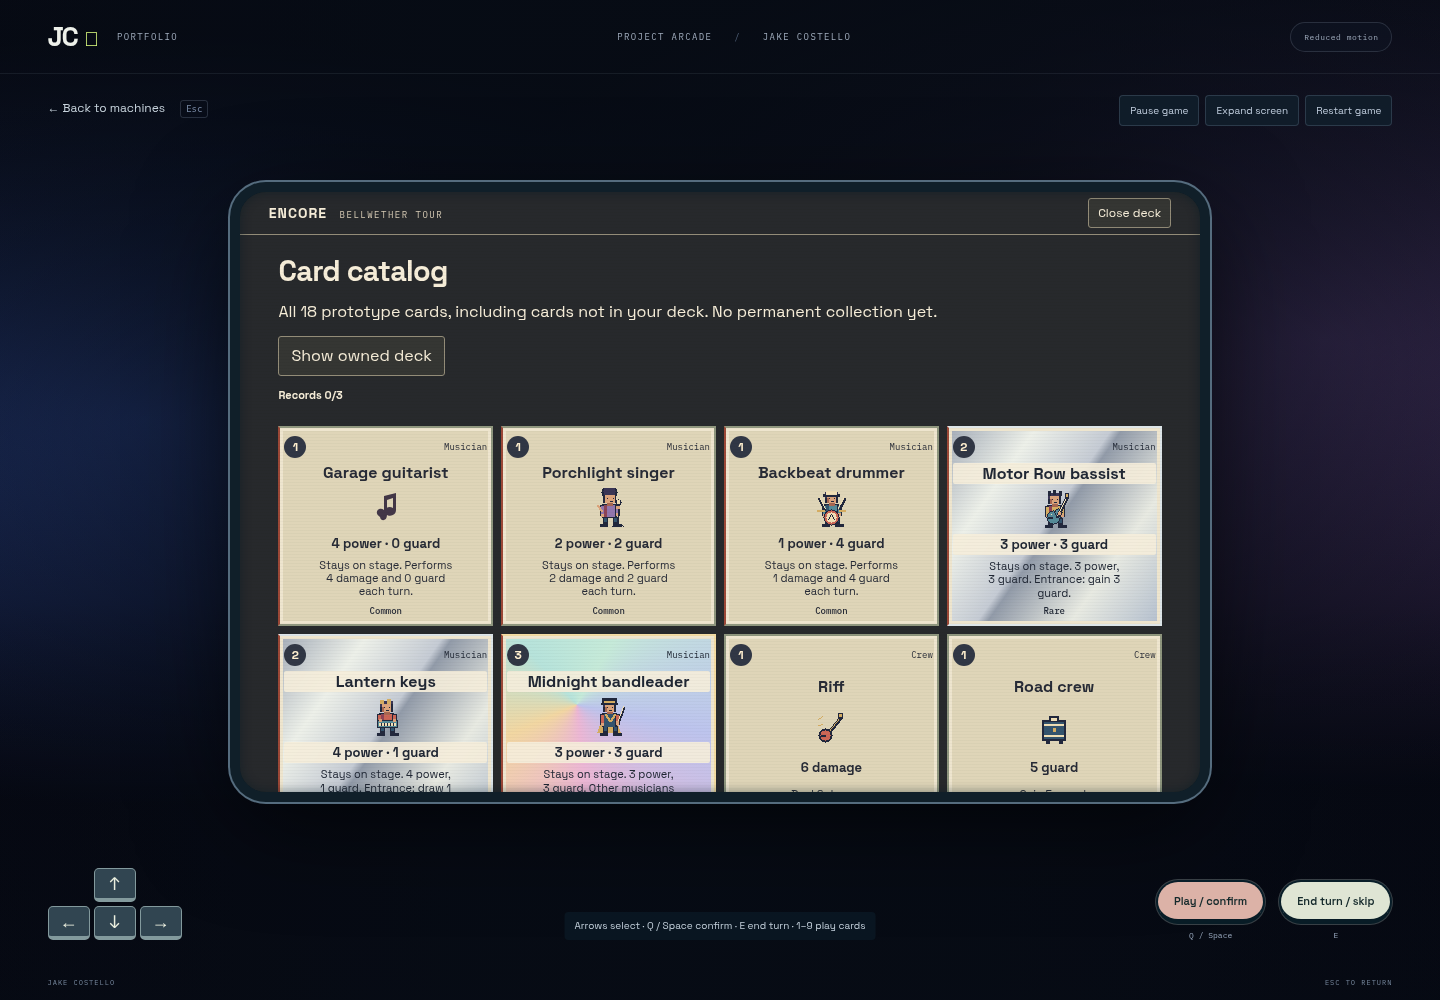 JC
PORTFOLIO
PROJECT ARCADE / JAKE COSTELLO
Reduced motion
← Back to machines Esc
Pause game
Expand screen
Restart game
ENCORE BELLWETHER TOUR
Close deck
Card catalog
All 18 prototype cards, including cards not in your deck. No permanent collection yet.
Show owned deck
Records 0/3
1 Musician
Garage guitarist
4 power · 0 guard
Stays on stage. Performs
4 damage and 0 guard
each turn.
Common
1 Musician
Porchlight singer
2 power · 2 guard
Stays on stage. Performs
2 damage and 2 guard
each turn.
Common
1 Musician
Backbeat drummer
1 power · 4 guard
Stays on stage. Performs
1 damage and 4 guard
each turn.
Common
2 Musician
Motor Row bassist
3 power · 3 guard
Stays on stage. 3 power,
3 guard. Entrance: gain 3
guard.
Rare
2 Musician
Lantern keys
4 power · 1 guard
Stays on stage. 4 power,
1 guard. Entrance: draw 1
3 Musician
Midnight bandleader
3 power · 3 guard
Stays on stage. 3 power,
3 guard. Other musicians
1 Crew
Riff
6 damage
1 Crew
Road crew
5 guard
↑
← ↓ →
Arrows select · Q / Space confirm · E end turn · 1–9 play cards
Play / confirm
Q / Space
End turn / skip
E
JAKE COSTELLO
ESC TO RETURN